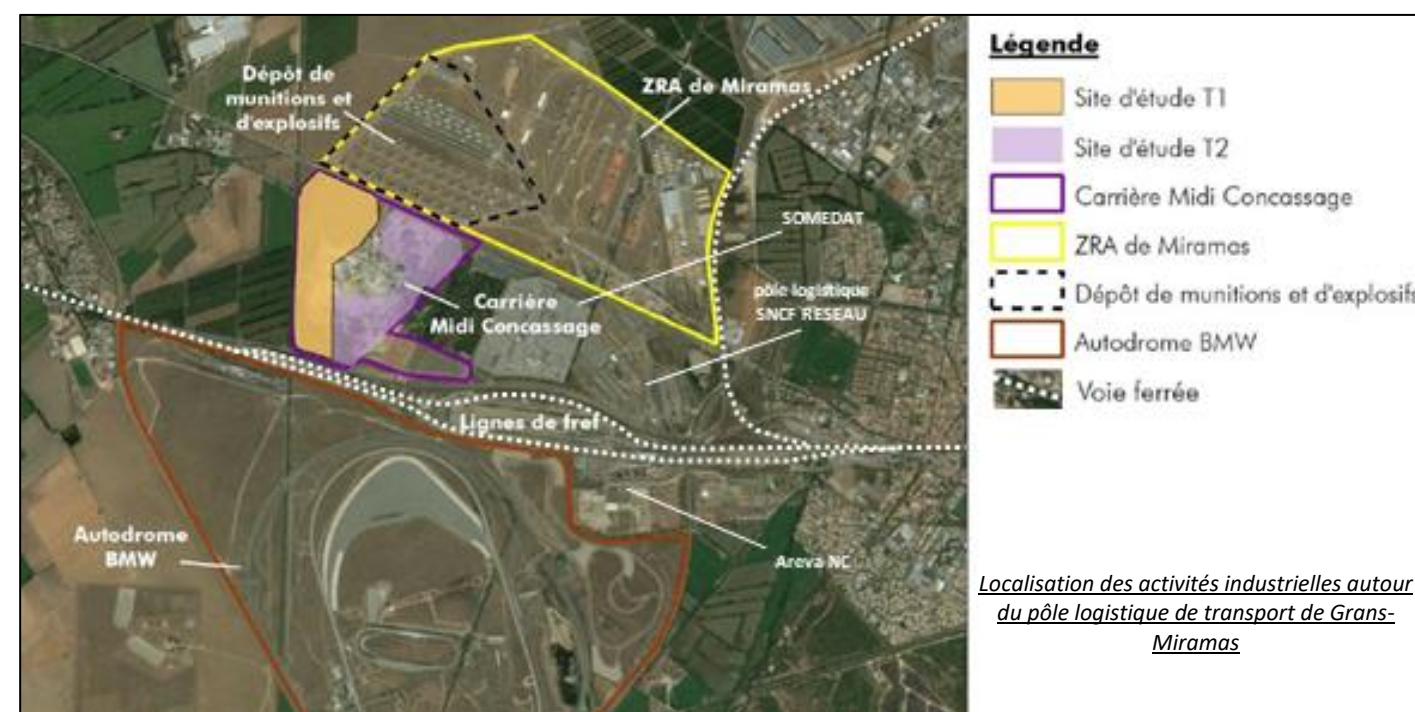 Dépôt de
munitions et
d'explosifs
ZRA de Miramas
SOMEDAT
pôle logistique
SNCF RESEAU
Carrière
Midi Concassage
Lignes de fret
Autodrome
BMW
Areva NC
Légende
Site d'étude T1
Site d'étude T2
Carrière Midi Concassage
ZRA de Miramas
Dépôt de munitions et d'explosifs
Autodrome BMW
Voie ferrée
Localisation des activités industrielles autour
du pôle logistique de transport de Grans-
Miramas